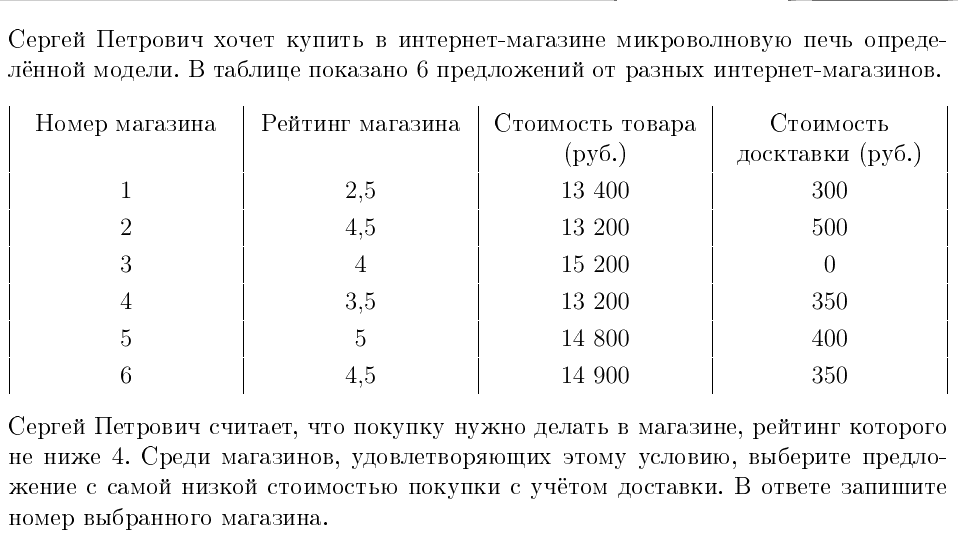 Сергей Петрович хочет купить в интернет-магазине микроволновую печь опреде-
лённой модели. В таблице показано 6 предложений от разных интернет-магазинов.
Номер магазина Рейтинг магазина Стоимость товара Стоимость
(руб.) досктавки (руб.)
1 2,5 13 400 300
2 4,5 13 200 500
3 4 15 200 0
4 3,5 13 200 350
5 5 14 800 400
6 4,5 14 900 350
Сергей Петрович считает, что покупку нужно делать в магазине, рейтинг которого
не ниже 4. Среди магазинов, удовлетворяющих этому условию, выберите предло-
жение с самой низкой стоимостью покупки с учётом доставки. В ответе запишите
номер выбранного магазина.